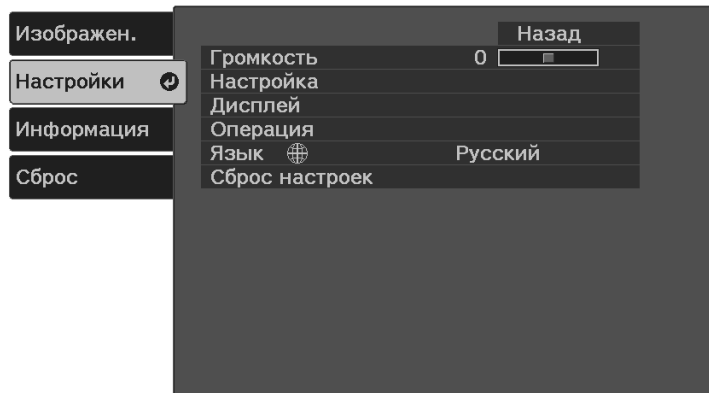 Изображен.
Настройки
Информация
Сброс
Назад
Громкость 0
Настройка
Дисплей
Операция
Язык Русский
Сброс настроек